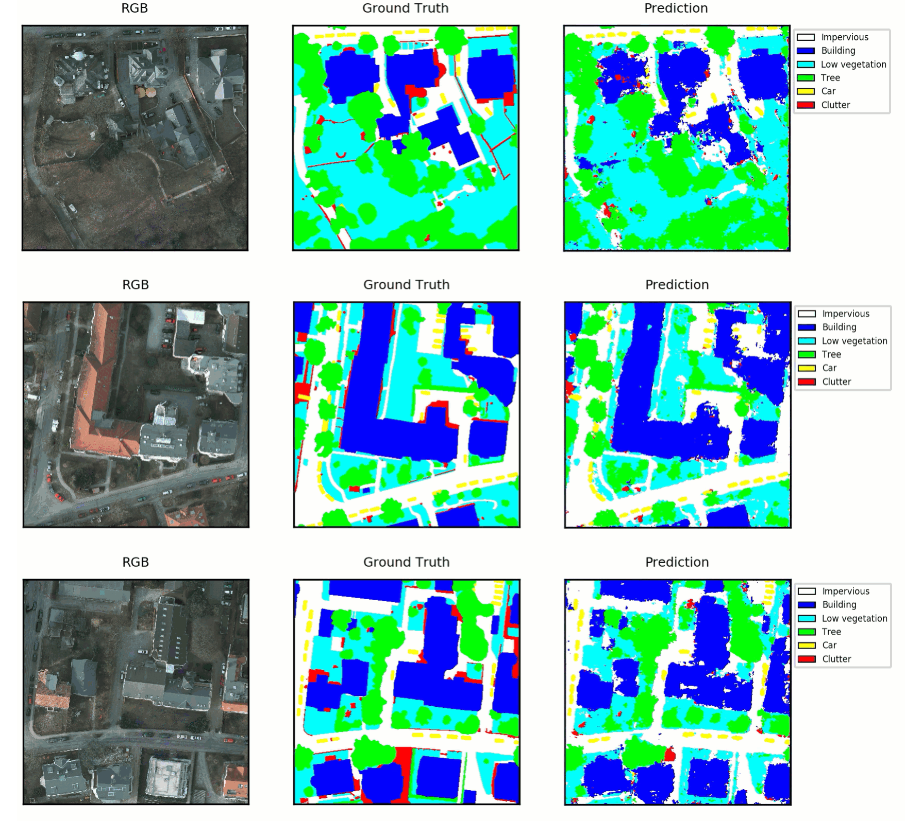 RGB
Ground Truth
Prediction
Impervious
Building
Low vegetation
Tree
Car
Clutter
RGB
Ground Truth
Prediction
Impervious
Building
Low vegetation
Tree
Car
Clutter
RGB
Ground Truth
Prediction
Impervious
Building
Low vegetation
Tree
Car
Clutter